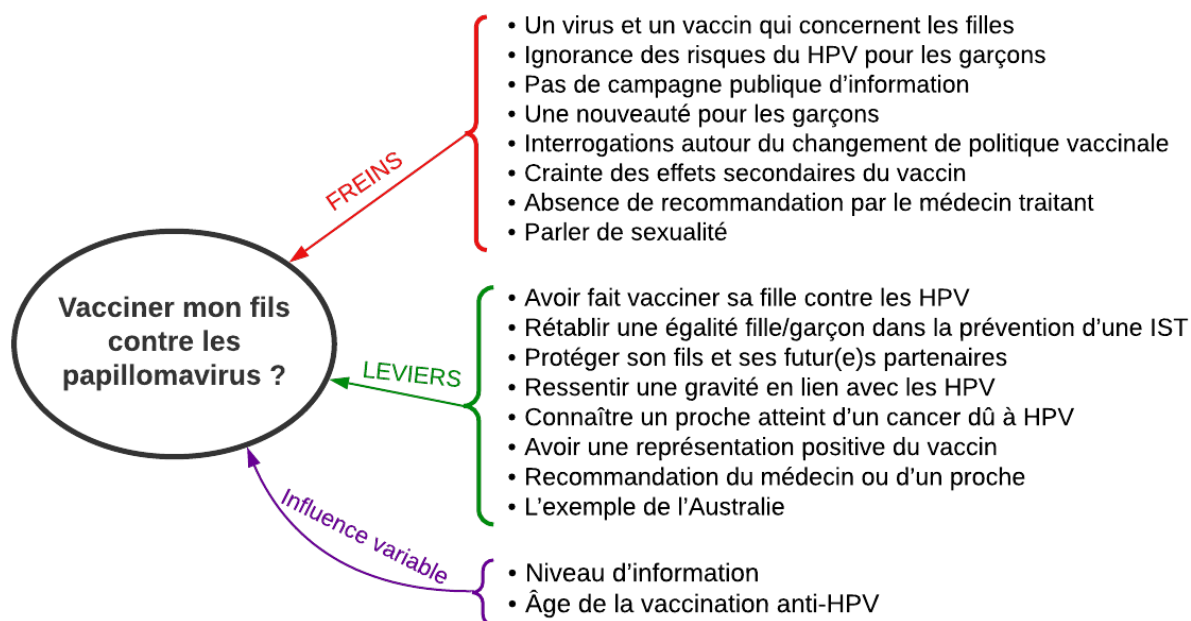 • Un virus et un vaccin qui concernent les filles
• Ignorance des risques du HPV pour les garçons
• Pas de campagne publique d’information
• Une nouveauté pour les garçons
• Interrogations autour du changement de politique vaccinale
• Crainte des effets secondaires du vaccin
• Absence de recommandation par le médecin traitant
• Parler de sexualité
FREINS
Vacciner mon fils
contre les
papillomavirus ?
LEVIERS
• Avoir fait vacciner sa fille contre les HPV
• Rétablir une égalité fille/garçon dans la prévention d’une IST
• Protéger son fils et ses futur(e)s partenaires
• Ressentir une gravité en lien avec les HPV
• Connaître un proche atteint d’un cancer dû à HPV
• Avoir une représentation positive du vaccin
• Recommandation du médecin ou d’un proche
• L’exemple de l’Australie
Influence variable
• Niveau d’information
• Âge de la vaccination anti-HPV